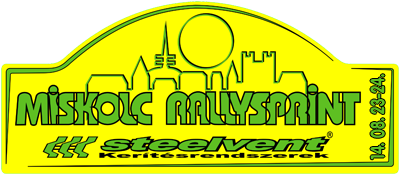 MISKOLC RALLYSPRINT
steelvent®
Kerítésrendszerek
14. 08. 23-24.